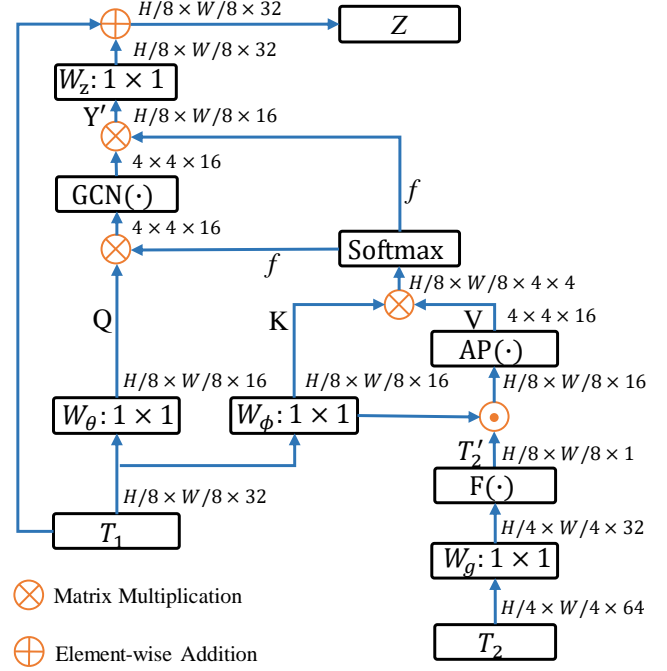 H/8 × W/8 × 32
Z
H/8 × W/8 × 32
W_z: 1 × 1
Y′
H/8 × W/8 × 16
4 × 4 × 16
f
GCN(·)
4 × 4 × 16
Softmax
f
H/8 × W/8 × 4 × 4
Q
K
V
4 × 4 × 16
AP(·)
H/8 × W/8 × 16
H/8 × W/8 × 16
H/8 × W/8 × 16
W_θ: 1 × 1
W_ϕ: 1 × 1
T_2′
H/8 × W/8 × 1
F(·)
H/8 × W/8 × 32
H/4 × W/4 × 32
T_1
W_g: 1 × 1
Matrix Multiplication
H/4 × W/4 × 64
Element-wise Addition
T_2